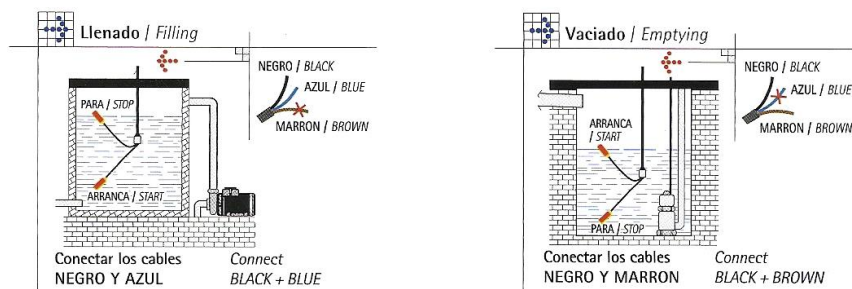 Llenado / Filling
NEGRO / BLACK
AZUL / BLUE
MARRON / BROWN
PARA / STOP
ARRANCA / START
Conectar los cables
NEGRO Y AZUL
Connect
BLACK + BLUE
Vaciado / Emptying
NEGRO / BLACK
AZUL / BLUE
MARRON / BROWN
ARRANCA
/ START
PARA / STOP
Conectar los cables
NEGRO Y MARRON
Connect
BLACK + BROWN